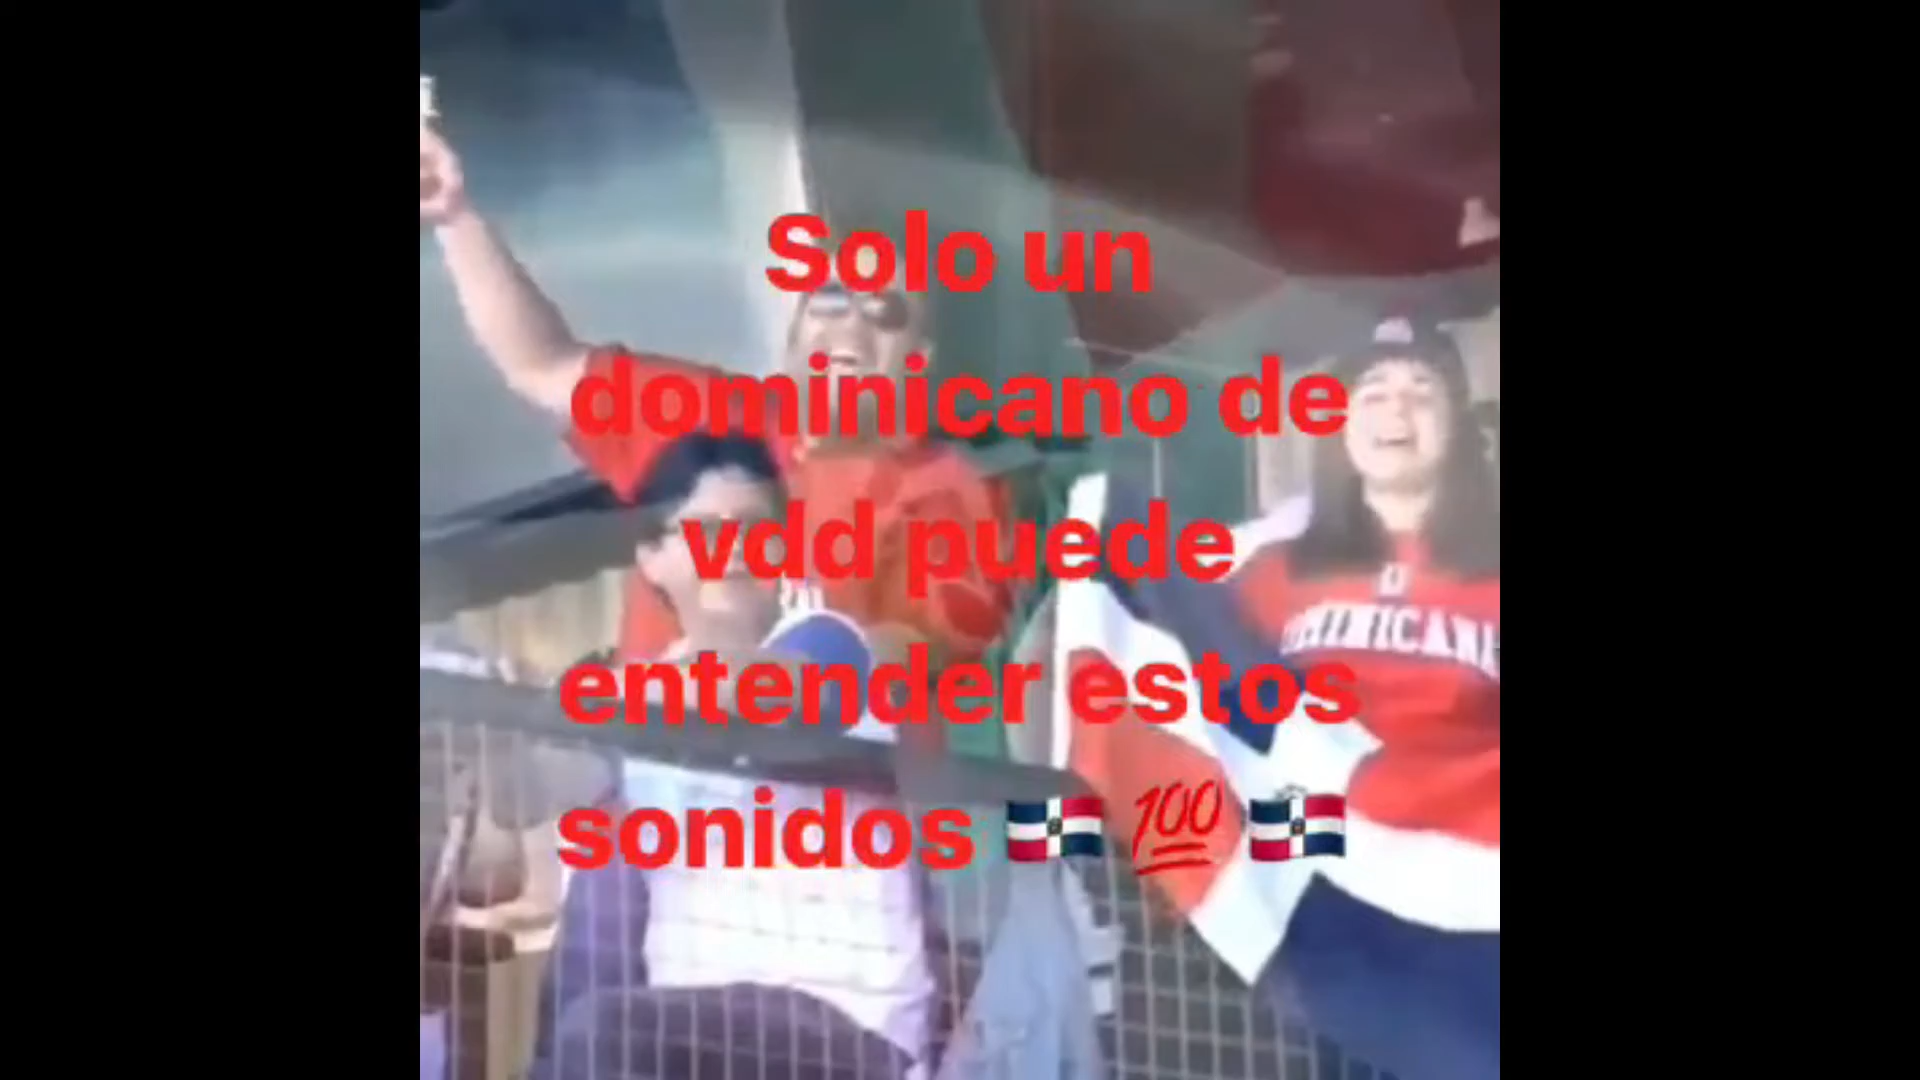 Solo un
dominicano de
vdd puede
entender estos
sonidos 🇩🇴 💯 🇩🇴